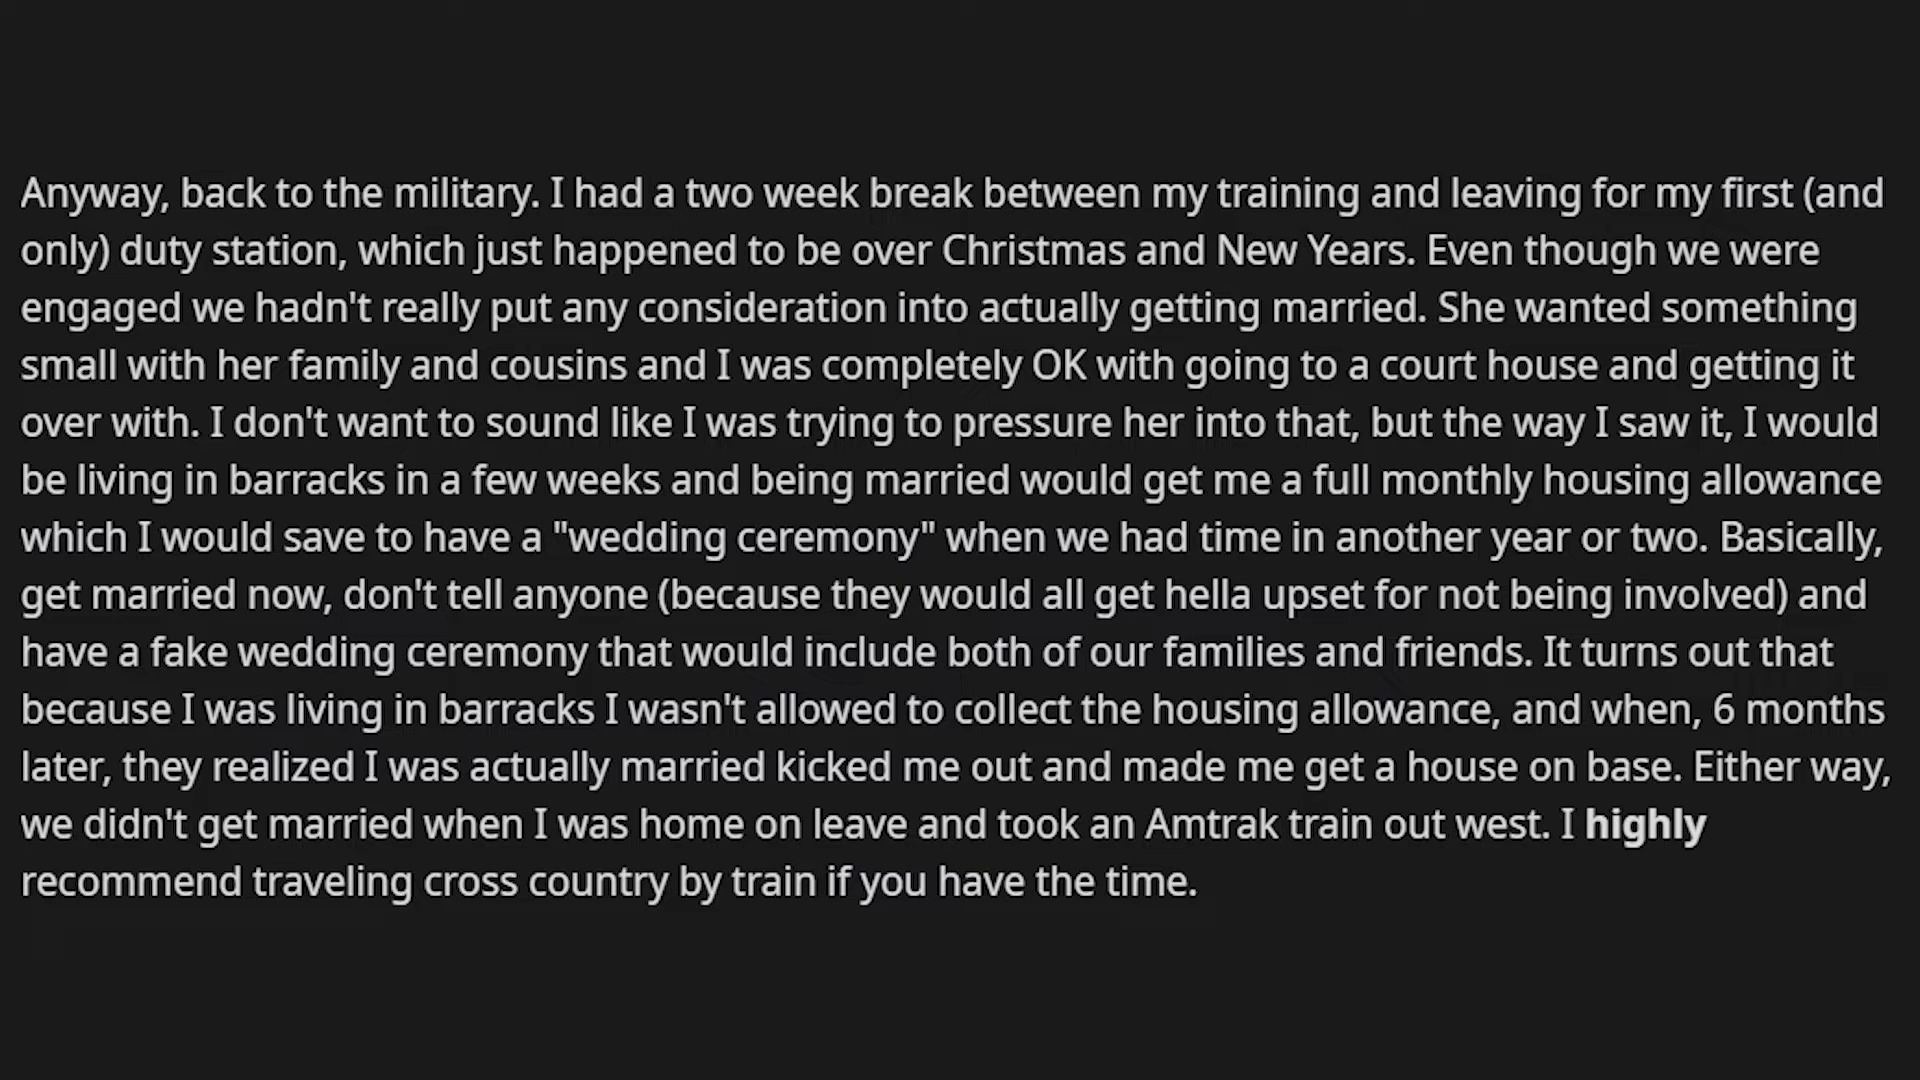 Anyway, back to the military. I had a two week break between my training and leaving for my first (and
only) duty station, which just happened to be over Christmas and New Years. Even though we were
engaged we hadn't really put any consideration into actually getting married. She wanted something
small with her family and cousins and I was completely OK with going to a court house and getting it
over with. I don't want to sound like I was trying to pressure her into that, but the way I saw it, I would
be living in barracks in a few weeks and being married would get me a full monthly housing allowance
which I would save to have a "wedding ceremony" when we had time in another year or two. Basically,
get married now, don't tell anyone (because they would all get hella upset for not being involved) and
have a fake wedding ceremony that would include both of our families and friends. It turns out that
because I was living in barracks I wasn't allowed to collect the housing allowance, and when, 6 months
later, they realized I was actually married kicked me out and made me get a house on base. Either way,
we didn't get married when I was home on leave and took an Amtrak train out west. I highly
recommend traveling cross country by train if you have the time.